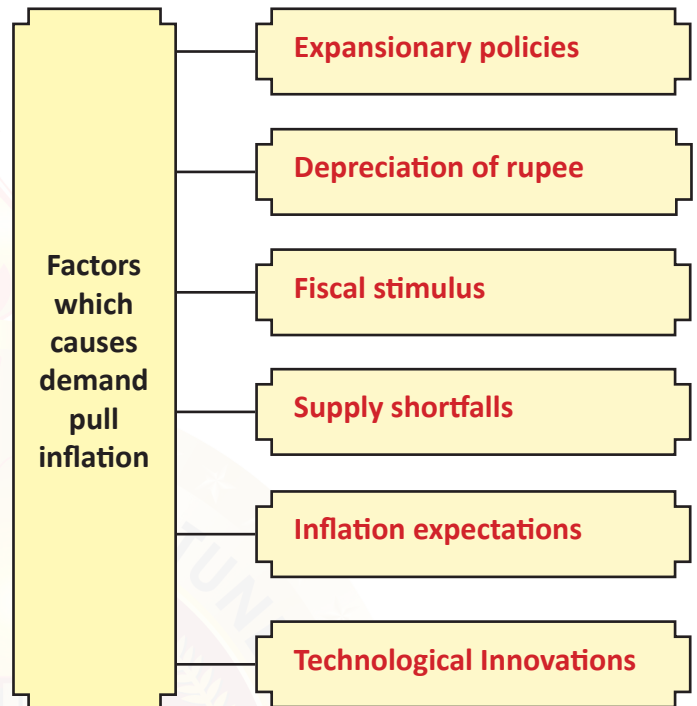 Factors
which
causes
demand
pull
inflation
Expansionary policies
Depreciation of rupee
Fiscal stimulus
Supply shortfalls
Inflation expectations
Technological Innovations